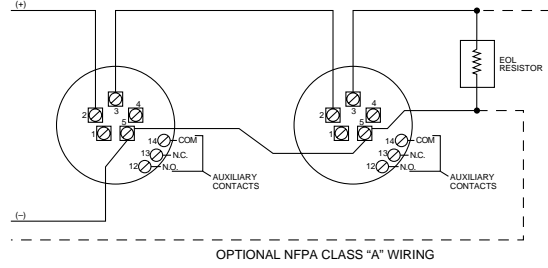 (+)
EOL
RESISTOR
2
3
4
1
5
14
COM
13
N.C.
12
N.O.
AUXILIARY
CONTACTS
2
3
4
1
5
14
COM
13
N.C.
12
N.O.
AUXILIARY
CONTACTS
(–)
OPTIONAL NFPA CLASS “A” WIRING